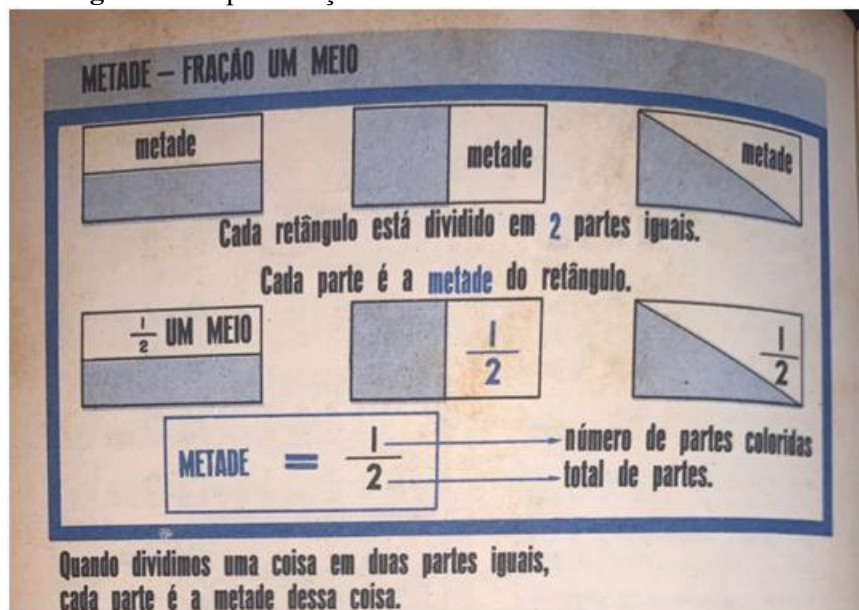 METADE – FRAÇÃO UM MEIO
metade metade metade
Cada retângulo está dividido em 2 partes iguais.
Cada parte é a metade do retângulo.
1/2 UM MEIO 1/2 1/2
METADE = 1/2
número de partes coloridas
total de partes.
Quando dividimos uma coisa em duas partes iguais,
cada parte é a metade dessa coisa.